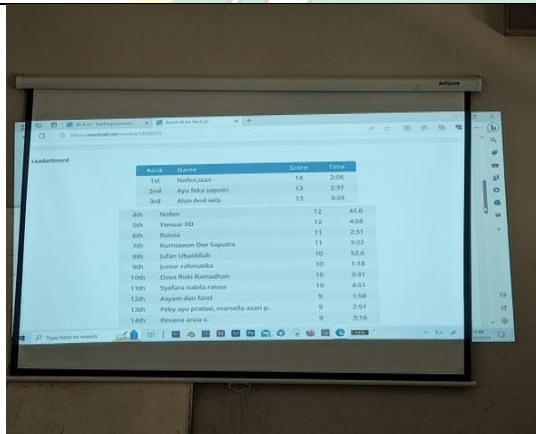 Leaderboard
Rank Name Score Time
1st Nofen,izan 14 2:06
2nd Ayu feka saputri 13 2:37
3rd Alun And sela 13 3:39
4th Nofen 12 41.0
5th Yanuar XD 12 4:08
6th Raissa 11 2:31
7th Kurniawan Dwi Saputra 11 3:22
8th Jufan Ubaidillah 10 52.6
9th Juniar rahmatika 10 1:18
10th Dava Rizki Ramadhan 10 3:31
11th Syafara nabila raissa 10 4:51
12th Asyam dan farel 9 1:58
13th Feby ayu pratiwi, marsella asari p. 9 2:51
14th Revana arvia c. 9 3:16
Type here to search